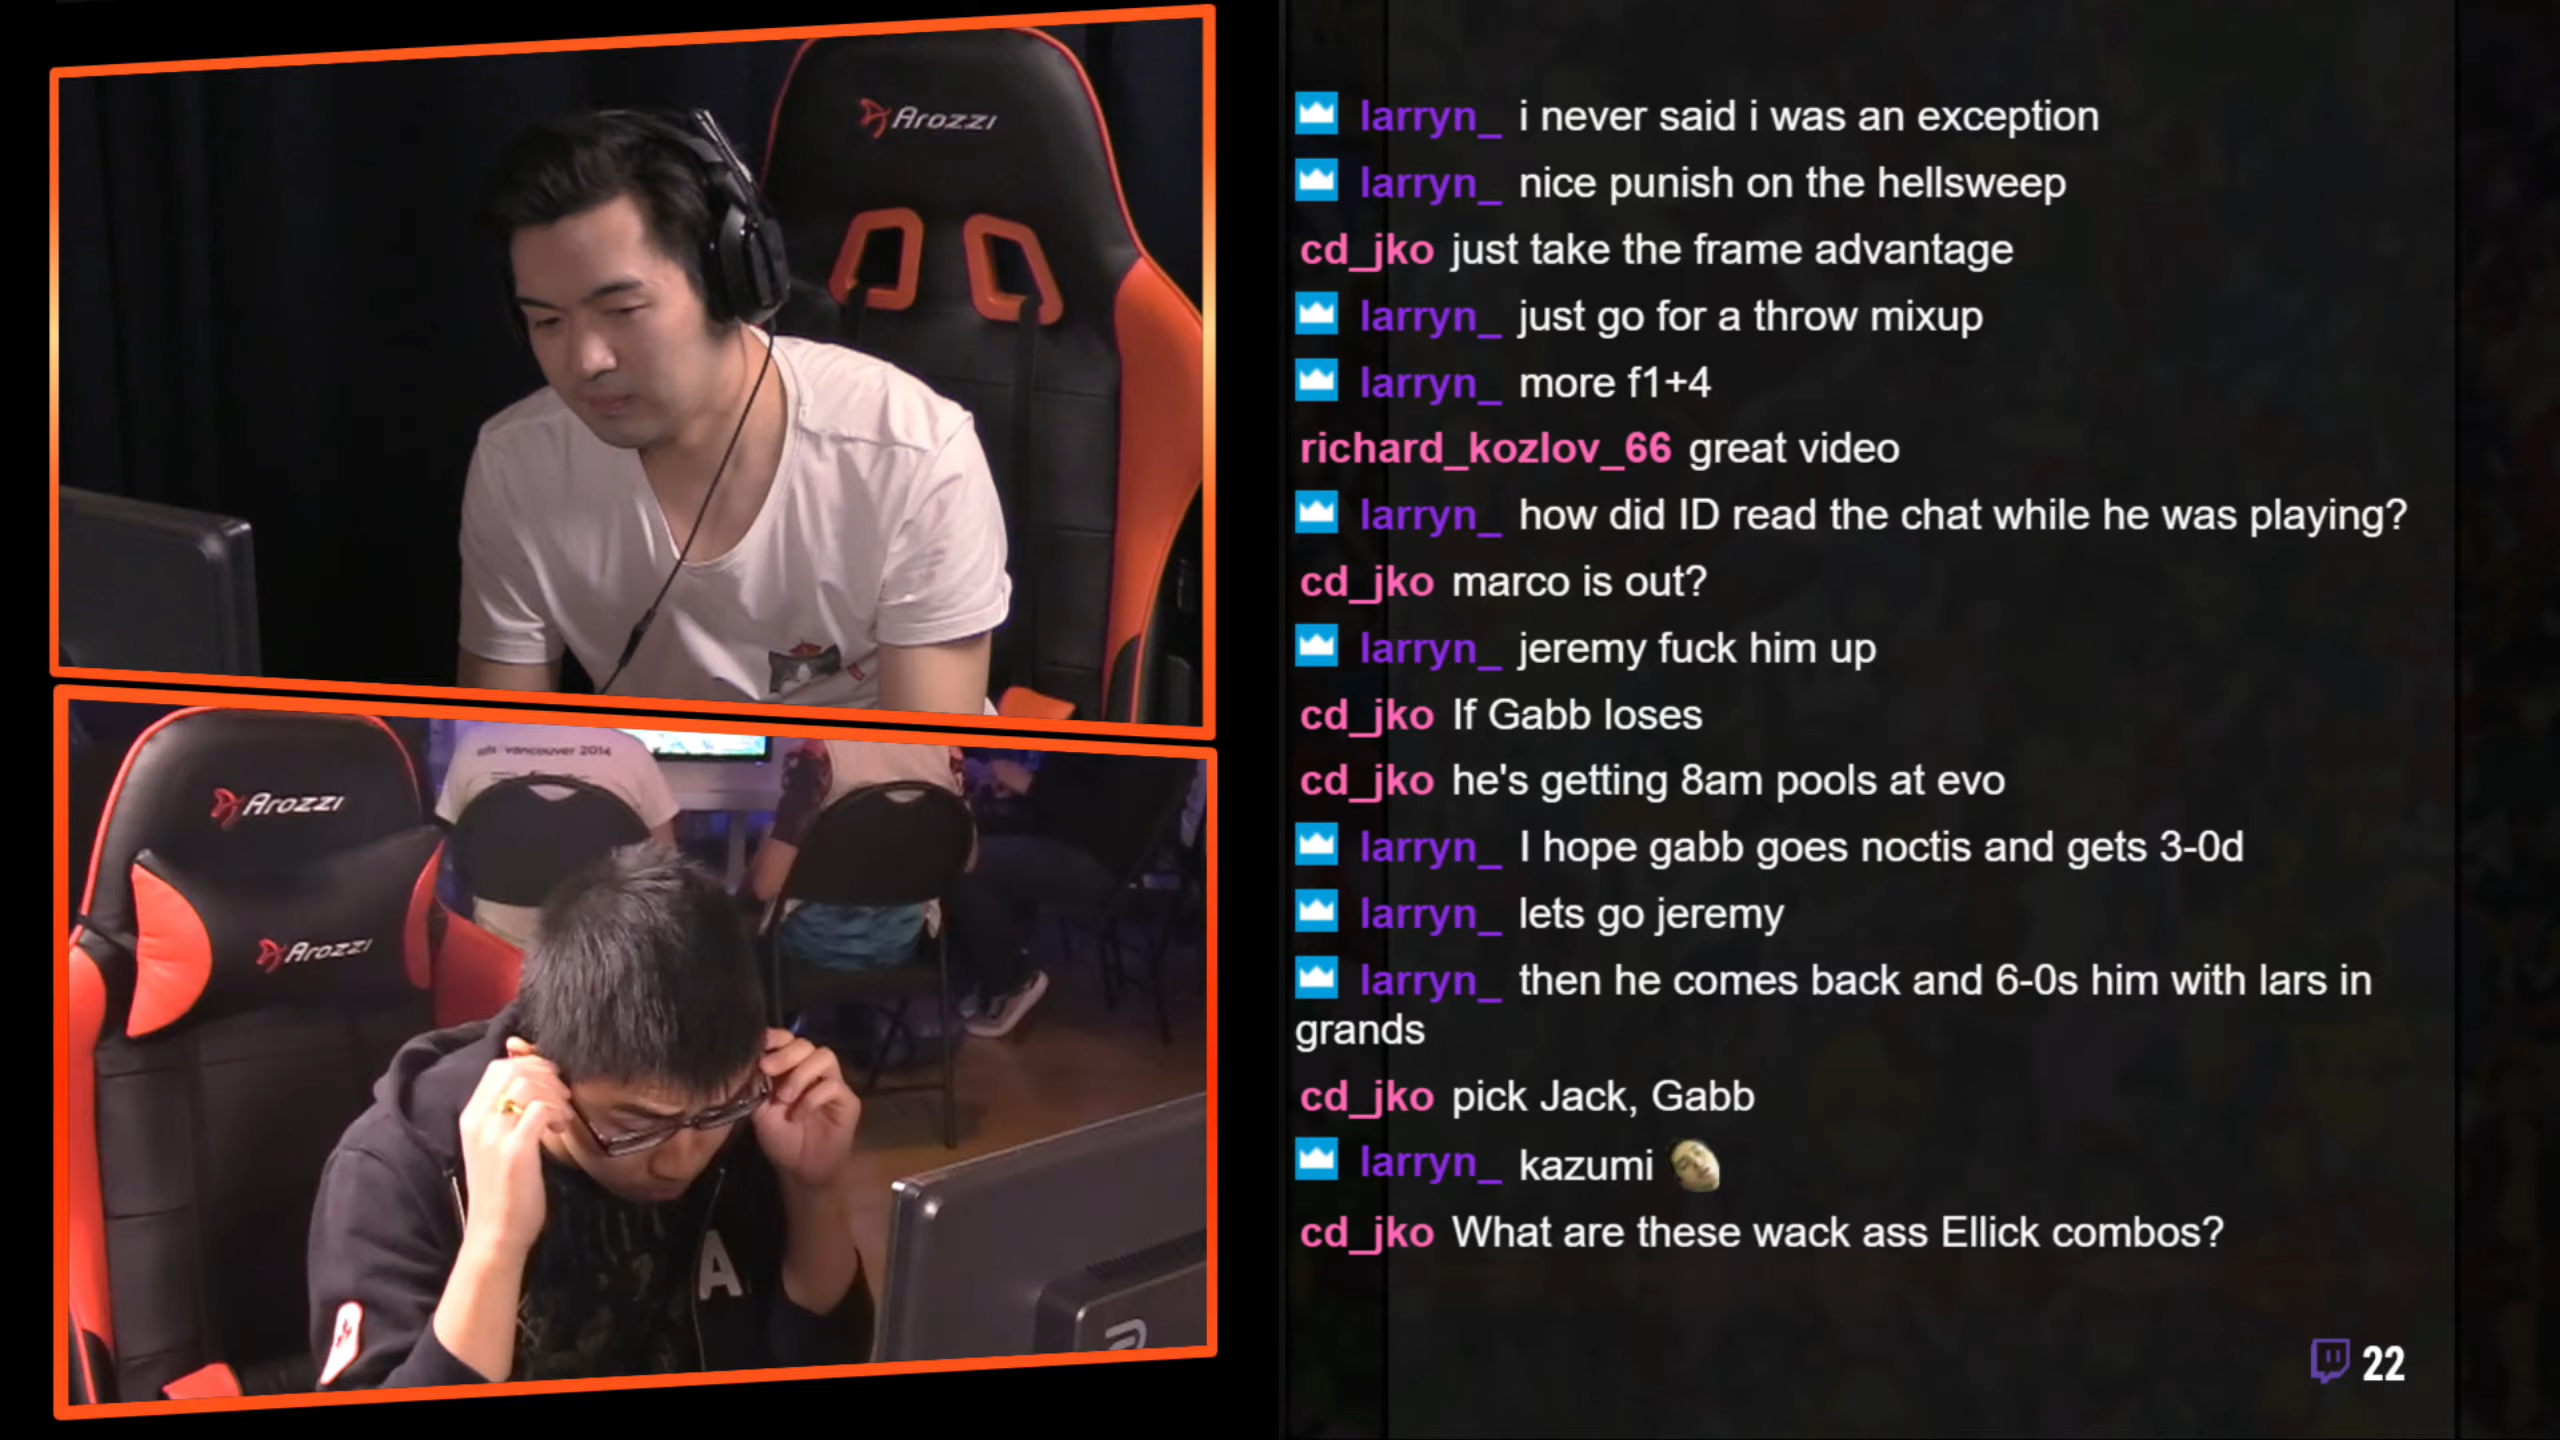 Arozzi
vancouver 2014
Arozzi
Arozzi
A
larryn_ i never said i was an exception
larryn_ nice punish on the hellsweep
cd_jko just take the frame advantage
larryn_ just go for a throw mixup
larryn_ more f1+4
richard_kozlov_66 great video
larryn_ how did ID read the chat while he was playing?
cd_jko marco is out?
larryn_ jeremy fuck him up
cd_jko If Gabb loses
cd_jko he's getting 8am pools at evo
larryn_ I hope gabb goes noctis and gets 3-0d
larryn_ lets go jeremy
larryn_ then he comes back and 6-0s him with lars in
grands
cd_jko pick Jack, Gabb
larryn_ kazumi
cd_jko What are these wack ass Ellick combos?
22